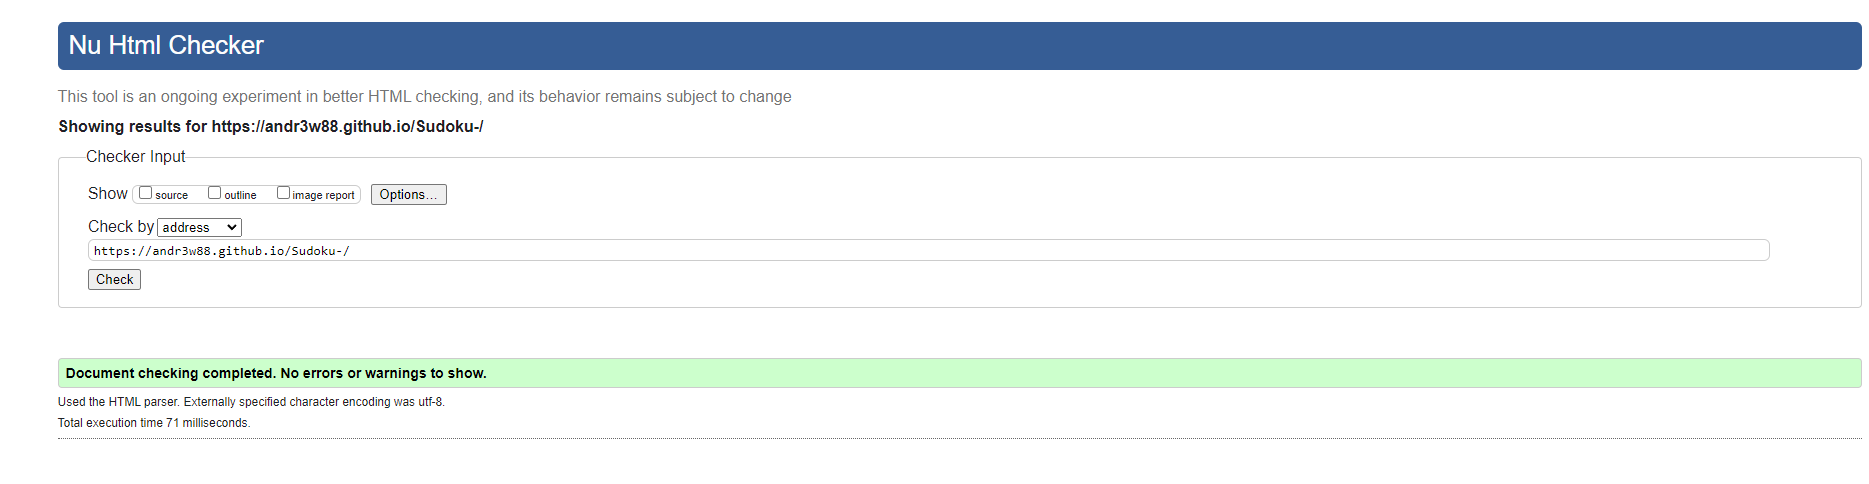 Nu Html Checker
This tool is an ongoing experiment in better HTML checking, and its behavior remains subject to change
Showing results for https://andr3w88.github.io/Sudoku-/
Checker Input
Show source outline image report Options...
Check by address
https://andr3w88.github.io/Sudoku-/
Check
Document checking completed. No errors or warnings to show.
Used the HTML parser. Externally specified character encoding was utf-8.
Total execution time 71 milliseconds.